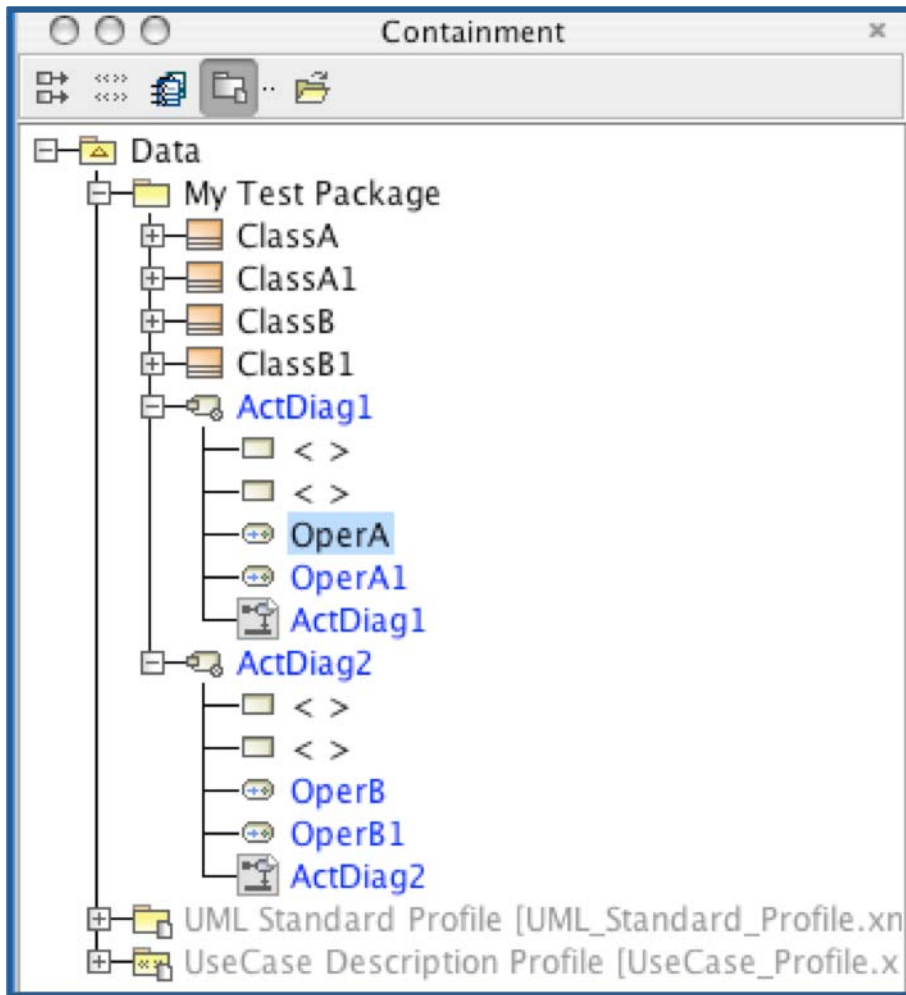 Containment
Data
My Test Package
ClassA
ClassA1
ClassB
ClassB1
ActDiag1
< >
< >
OperA
OperA1
ActDiag1
ActDiag2
< >
< >
OperB
OperB1
ActDiag2
UML Standard Profile [UML_Standard_Profile.xn
UseCase Description Profile [UseCase_Profile.x